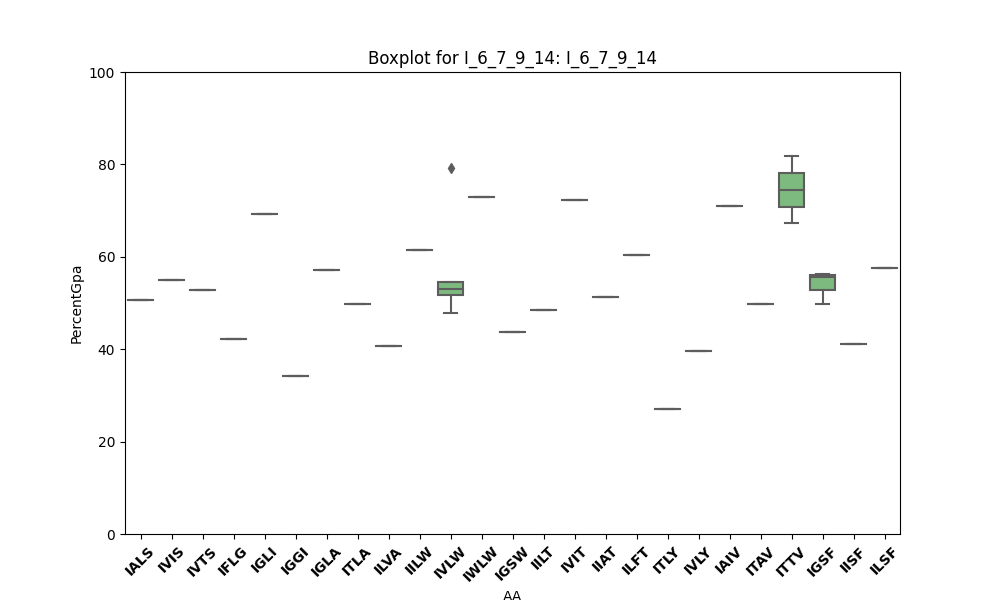 Boxplot for I_6_7_9_14: I_6_7_9_14
100
80
60
40
20
0
PercentGpa
IALS
IVIS
IVTS
IFLG
IGLI
IGGI
IGLA
ITLA
ILVA
IILW
IVLW
IWLW
IGSW
IILT
IVIT
IIAT
ILFT
ITLY
IVLY
IAIV
ITAV
ITTV
IGSF
IISF
ILSF
AA